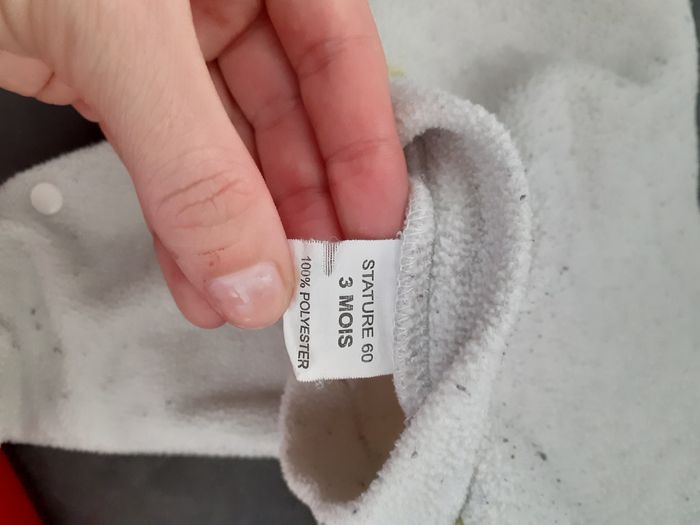 STATURE 60
3 MOIS
100% POLYESTER